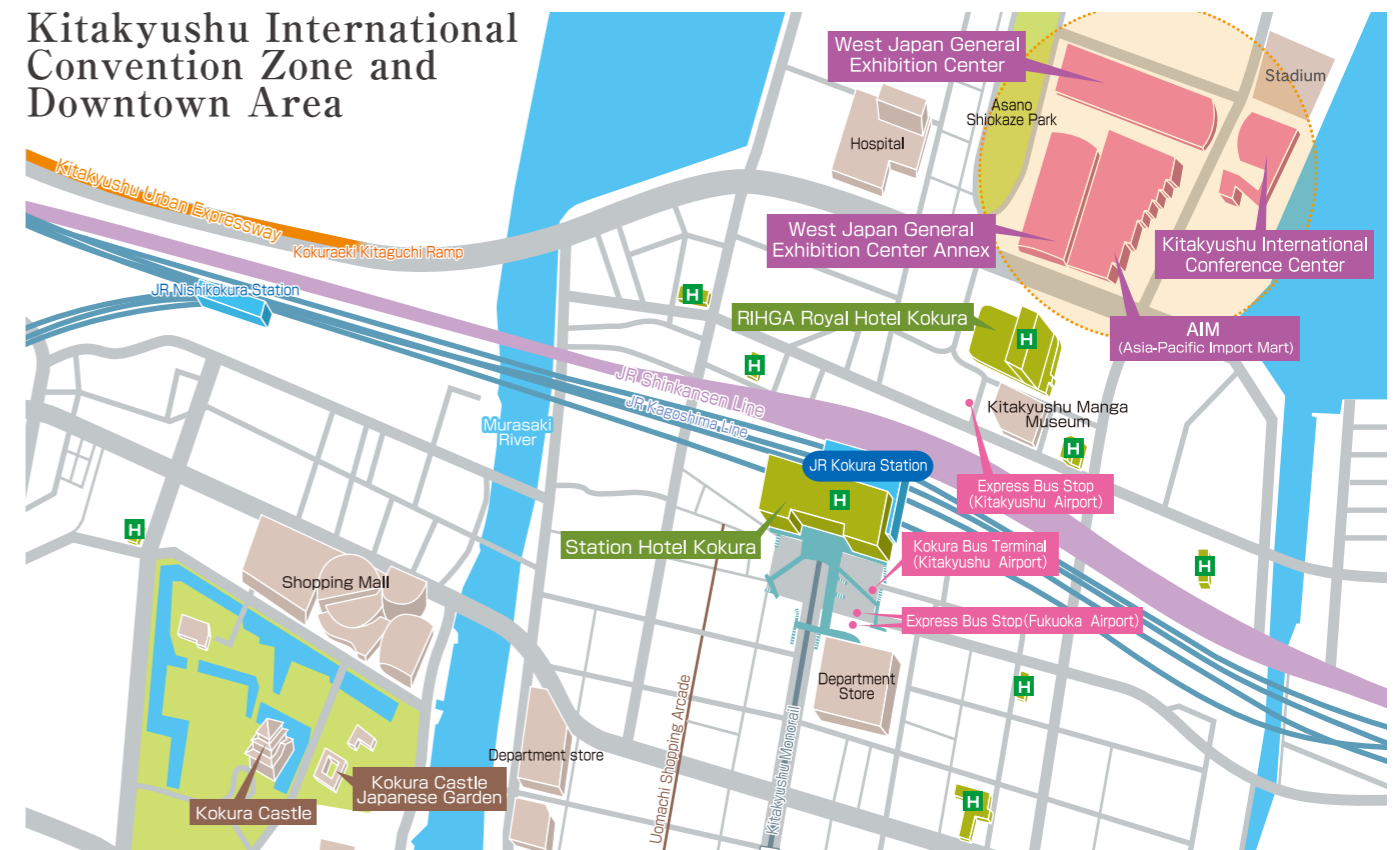 Kitakyushu International
Convention Zone and
Downtown Area
West Japan General
Exhibition Center
Stadium
Asano
Shiokaze Park
Hospital
Kitakyushu Urban Expressway
Kokuraeki Kitaguchi Ramp
West Japan General
Exhibition Center Annex
Kitakyushu International
Conference Center
JR Nishikokura Station
H
RIHGA Royal Hotel Kokura
H
AIM
(Asia-Pacific Import Mart)
H
JR Shinkansen Line
JR Kagoshima Line
Kitakyushu Manga
Museum
Murasaki
River
H
JR Kokura Station
H
Express Bus Stop
(Kitakyushu Airport)
H
Station Hotel Kokura
Kokura Bus Terminal
(Kitakyushu Airport)
H
Shopping Mall
Express Bus Stop(Fukuoka Airport)
Department
Store
H
Uomachi Shopping Arcade
Kitakyushu Monorail
Department store
Kokura Castle
Japanese Garden
Kokura Castle
H